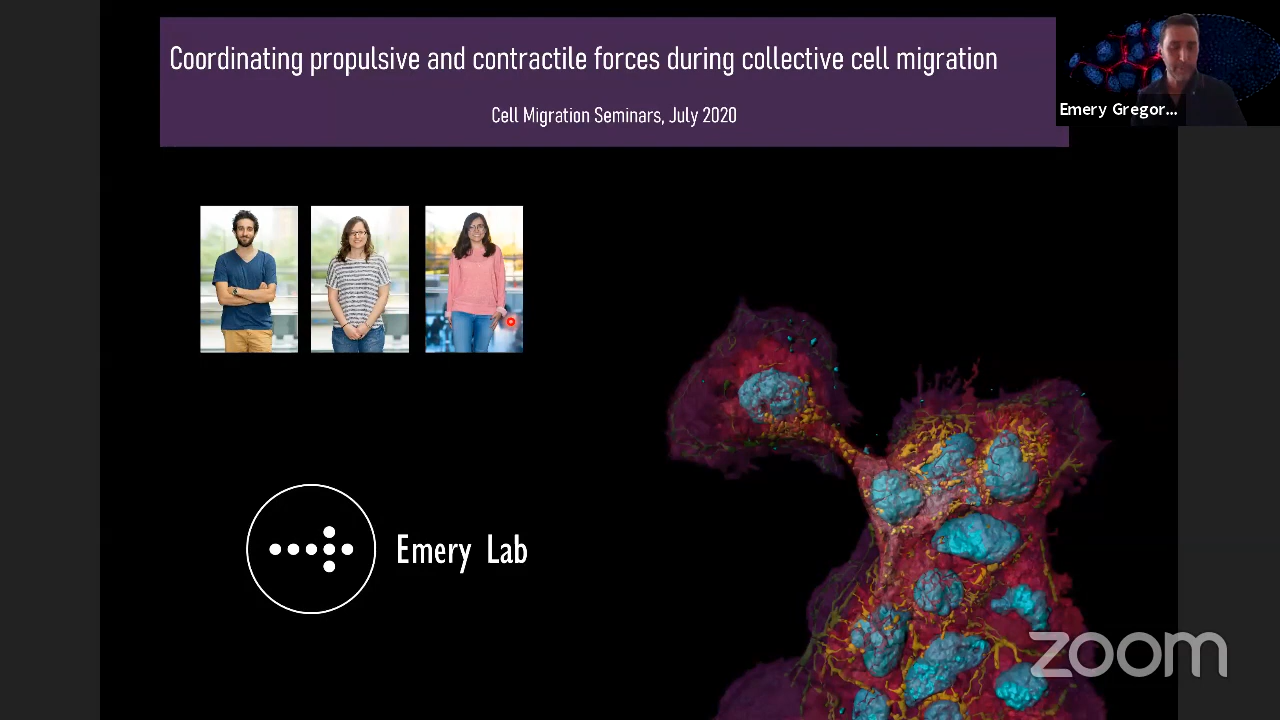 Coordinating propulsive and contractile forces during collective cell migration
Cell Migration Seminars, July 2020
Emery Gregor...
Emery Lab
zoom